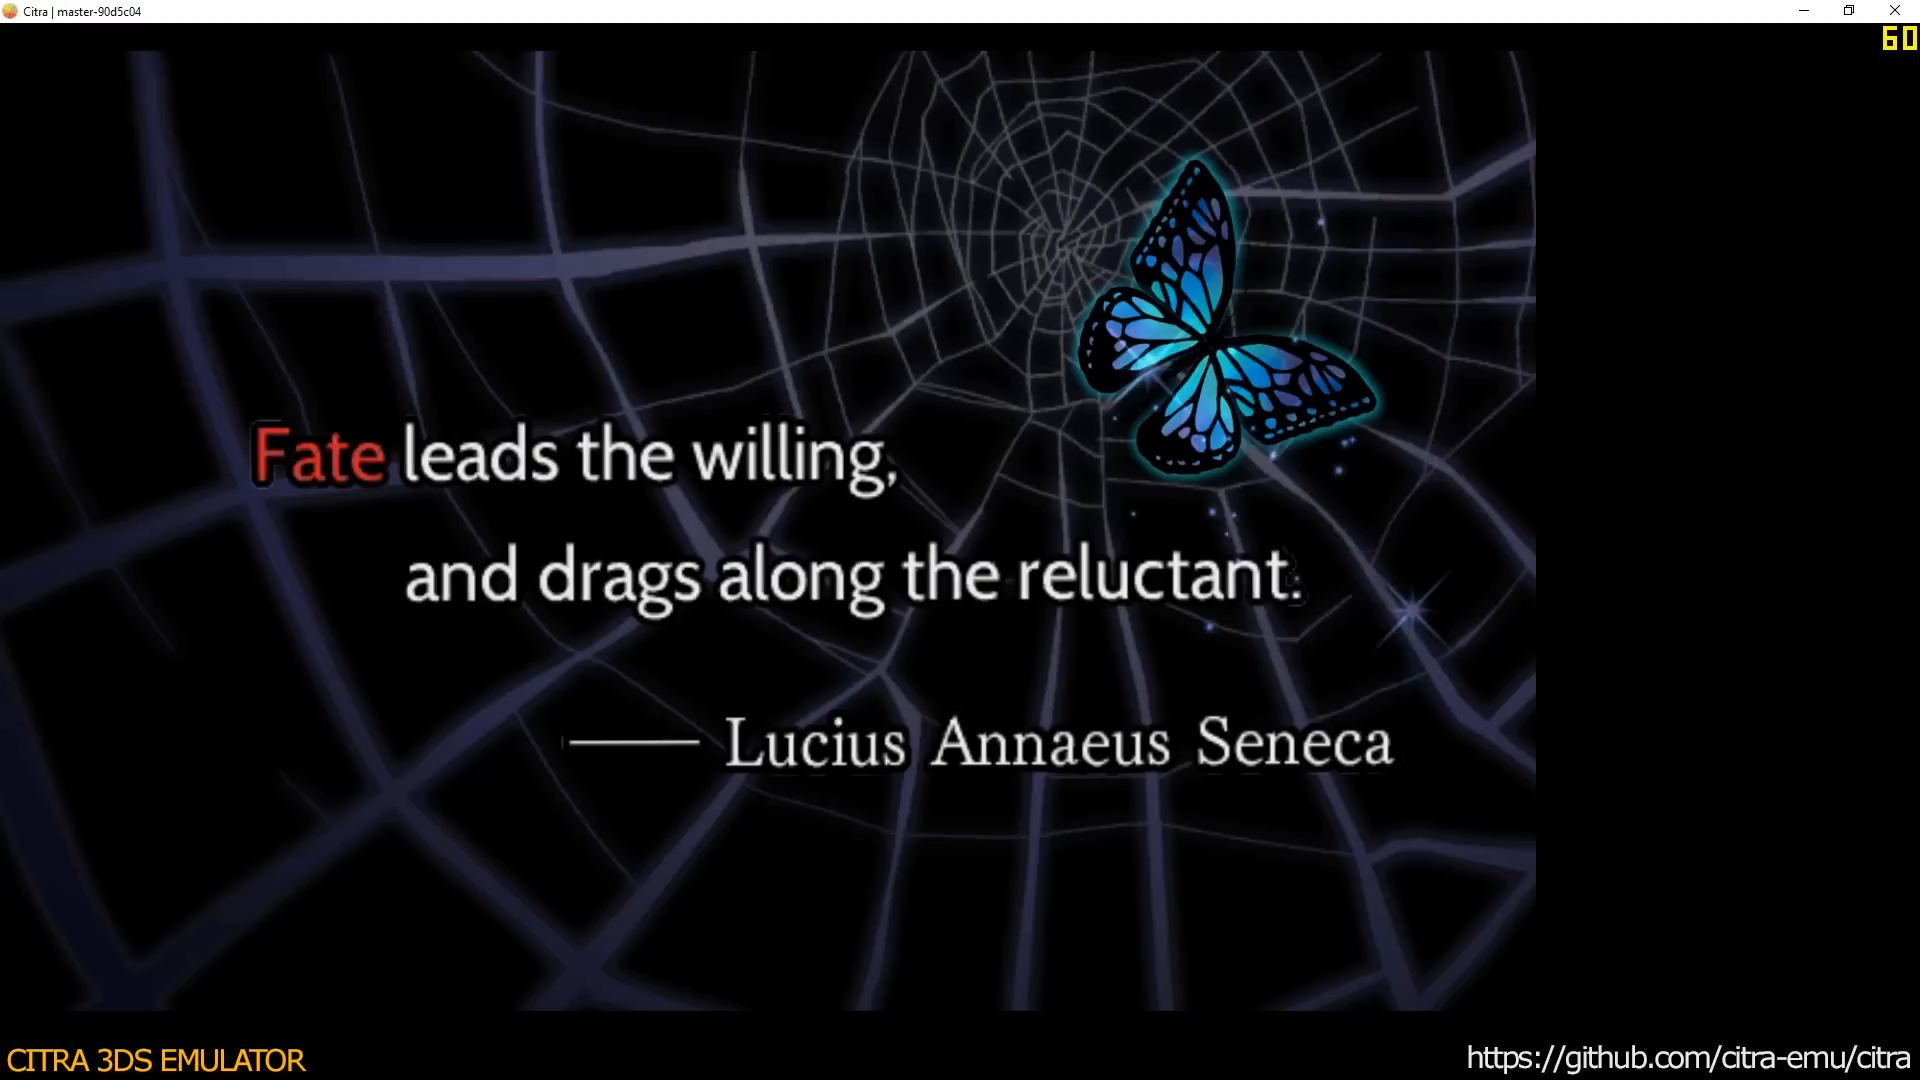 Citra | master-90d5c04
60
Fate leads the willing,
and drags along the reluctant.
—— Lucius Annaeus Seneca
CITRA 3DS EMULATOR
https://github.com/citra-emu/citra